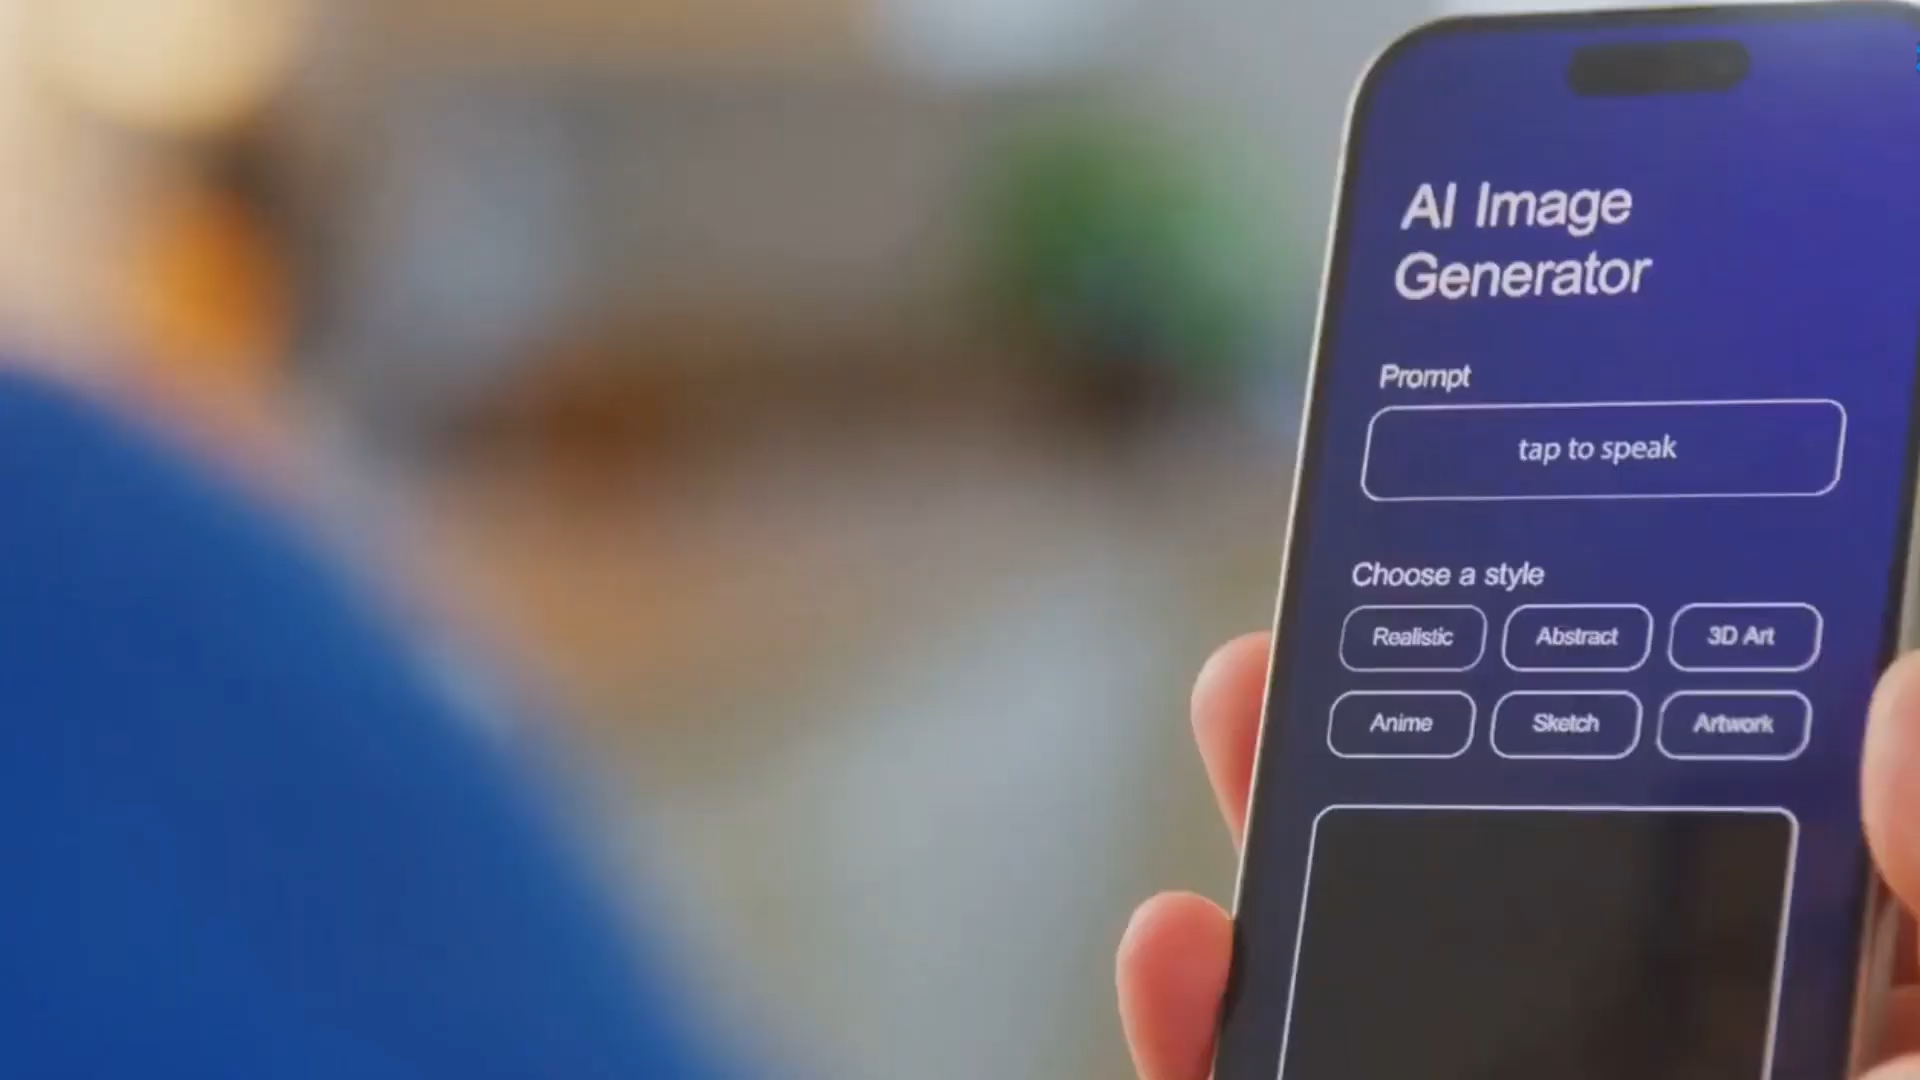 AI Image
Generator
Prompt
tap to speak
Choose a style
Realistic Abstract 3D Art
Anime Sketch Artwork